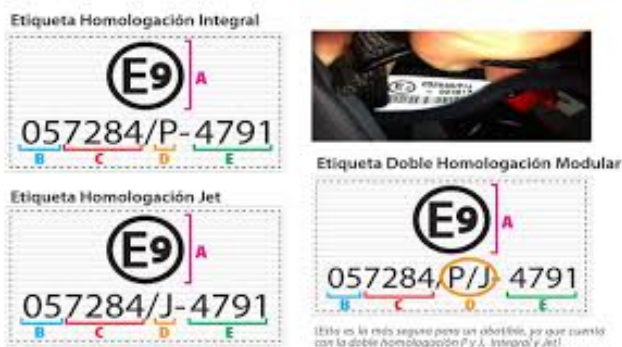 Etiqueta Homologación Integral
E9
A
057284/P-4791
B C D E
Etiqueta Homologación Jet
E9
A
057284/J-4791
B C D E
Etiqueta Doble Homologación Modular
E9
A
057284/P/J-4791
B C D E
(Esta es la más segura para un abatible, ya que cuenta
con la doble homologación P y J, Integral y Jet)